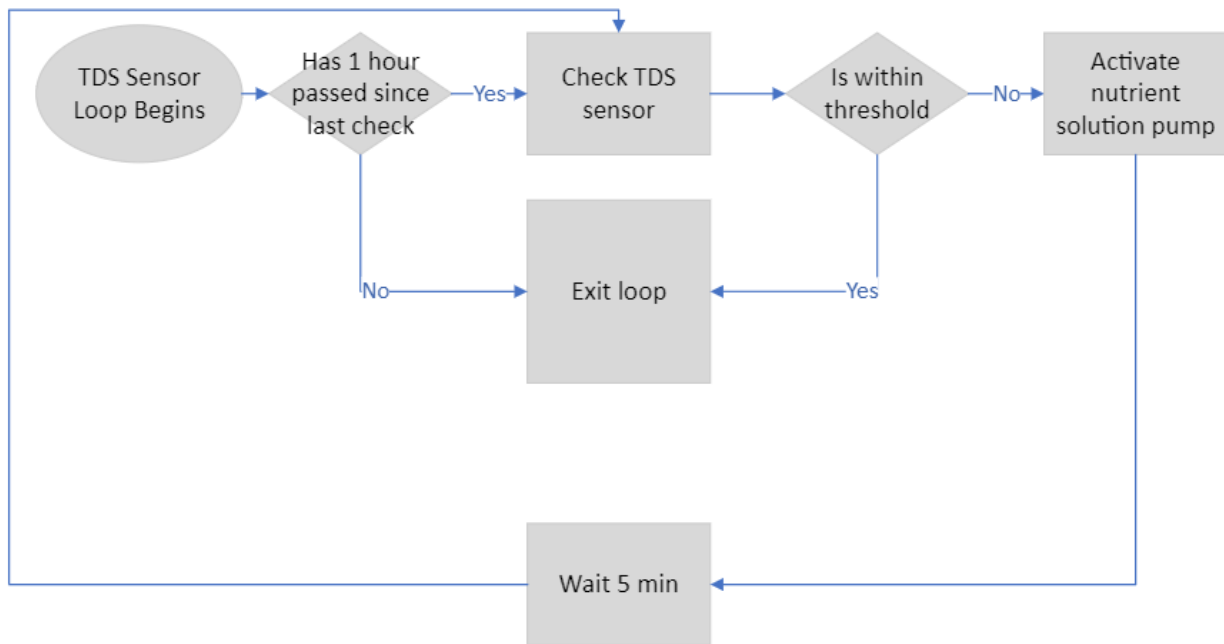 TDS Sensor
Loop Begins
Has 1 hour
passed since
last check
Yes
Check TDS
sensor
Is within
threshold
No
Activate
nutrient
solution pump
No
Exit loop
Yes
Wait 5 min